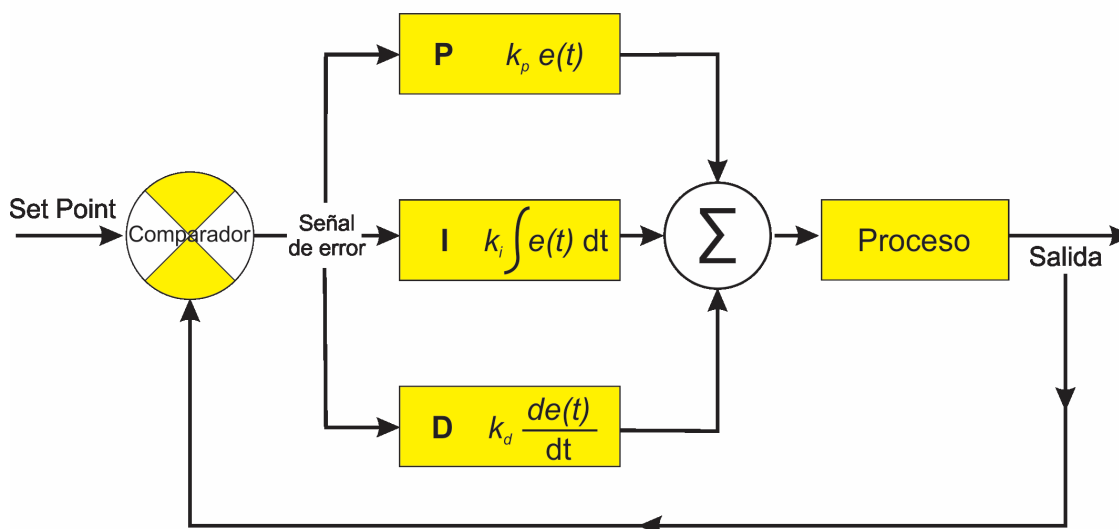 P k_p e(t)
Set Point
Comparador
Señal
de error
I k_i ∫ e(t) dt
Σ
Proceso
Salida
D k_d de(t)
dt